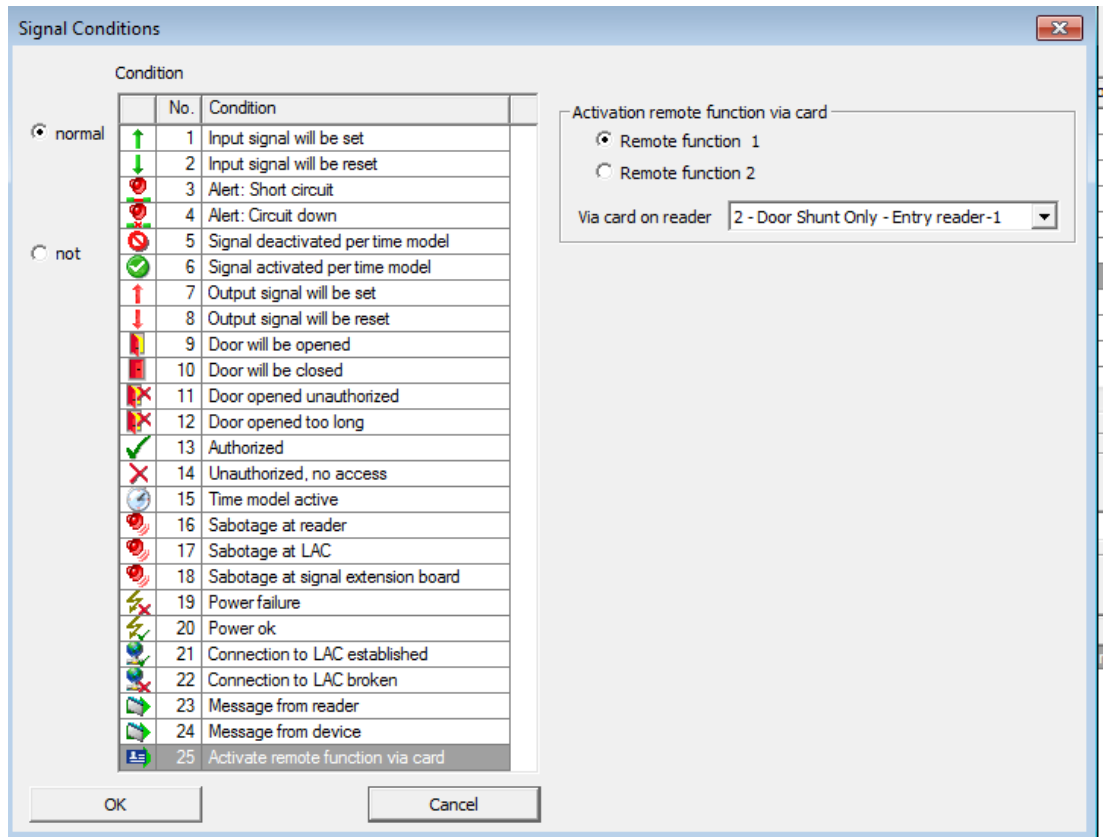 Signal Conditions
Condition
No. Condition
normal
not
1 Input signal will be set
2 Input signal will be reset
3 Alert: Short circuit
4 Alert: Circuit down
5 Signal deactivated per time model
6 Signal activated per time model
7 Output signal will be set
8 Output signal will be reset
9 Door will be opened
10 Door will be closed
11 Door opened unauthorized
12 Door opened too long
13 Authorized
14 Unauthorized, no access
15 Time model active
16 Sabotage at reader
17 Sabotage at LAC
18 Sabotage at signal extension board
19 Power failure
20 Power ok
21 Connection to LAC established
22 Connection to LAC broken
23 Message from reader
24 Message from device
25 Activate remote function via card
Activation remote function via card
Remote function 1
Remote function 2
Via card on reader 2 - Door Shunt Only - Entry reader-1
OK
Cancel